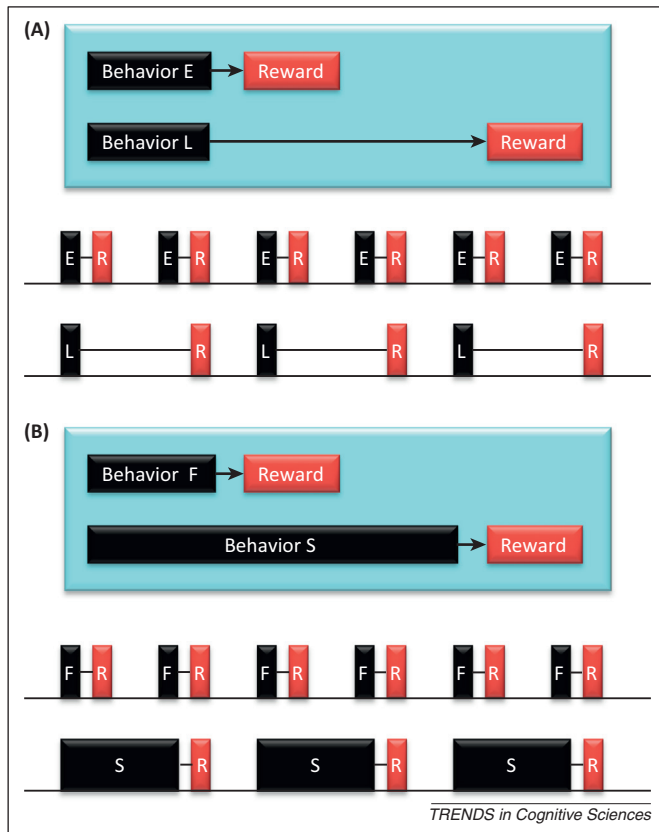 (A)
Behavior E Reward
Behavior L Reward
E R E R E R E R E R E R
L R L R L R
(B)
Behavior F Reward
Behavior S Reward
F R F R F R F R F R F R
S R S R S R
TRENDS in Cognitive Sciences